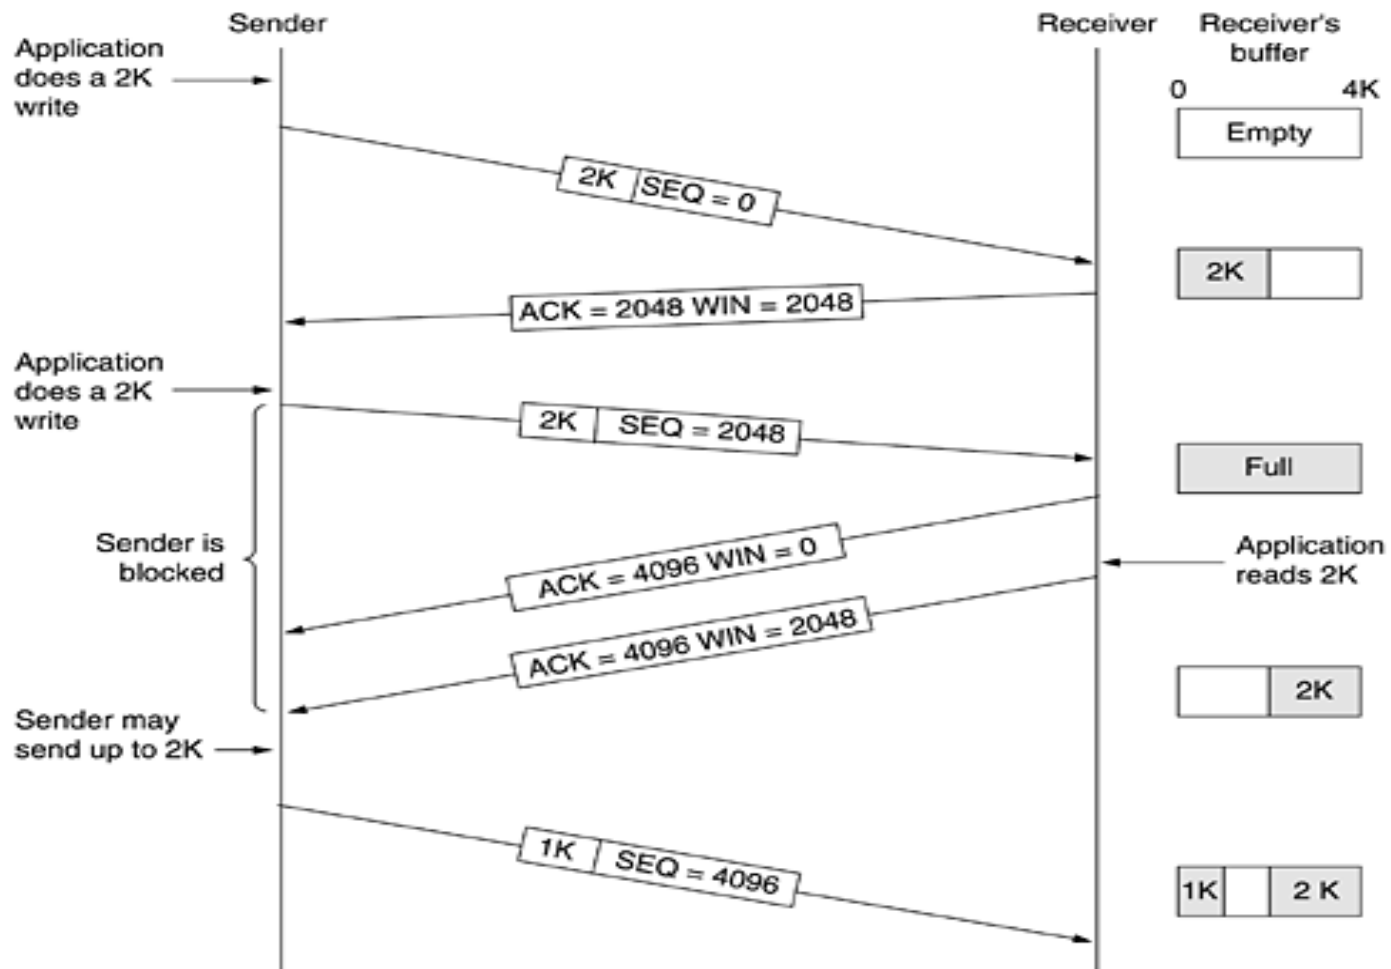 Sender
Receiver
Receiver's
buffer
0 4K
Application
does a 2K
write
Empty
2K SEQ = 0
2K
ACK = 2048 WIN = 2048
Application
does a 2K
write
2K SEQ = 2048
Full
Sender is
blocked
ACK = 4096 WIN = 0
Application
reads 2K
ACK = 4096 WIN = 2048
2K
Sender may
send up to 2K
1K SEQ = 4096
1K 2 K